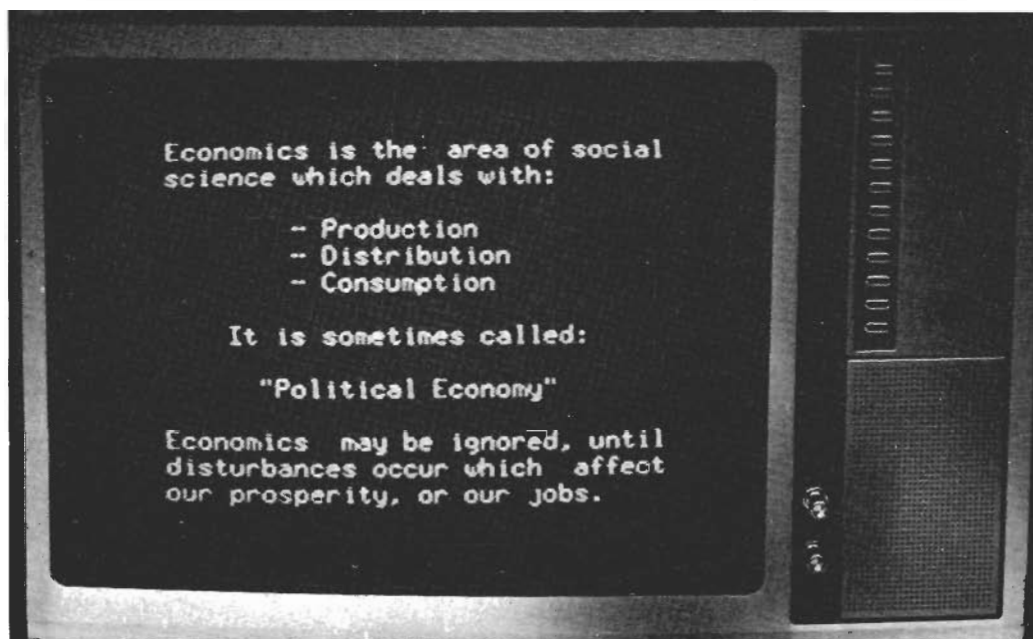 Economics is the area of social
science which deals with:
-- Production
-- Distribution
-- Consumption
It is sometimes called:
"Political Economy"
Economics may be ignored, until
disturbances occur which affect
our prosperity, or our jobs.